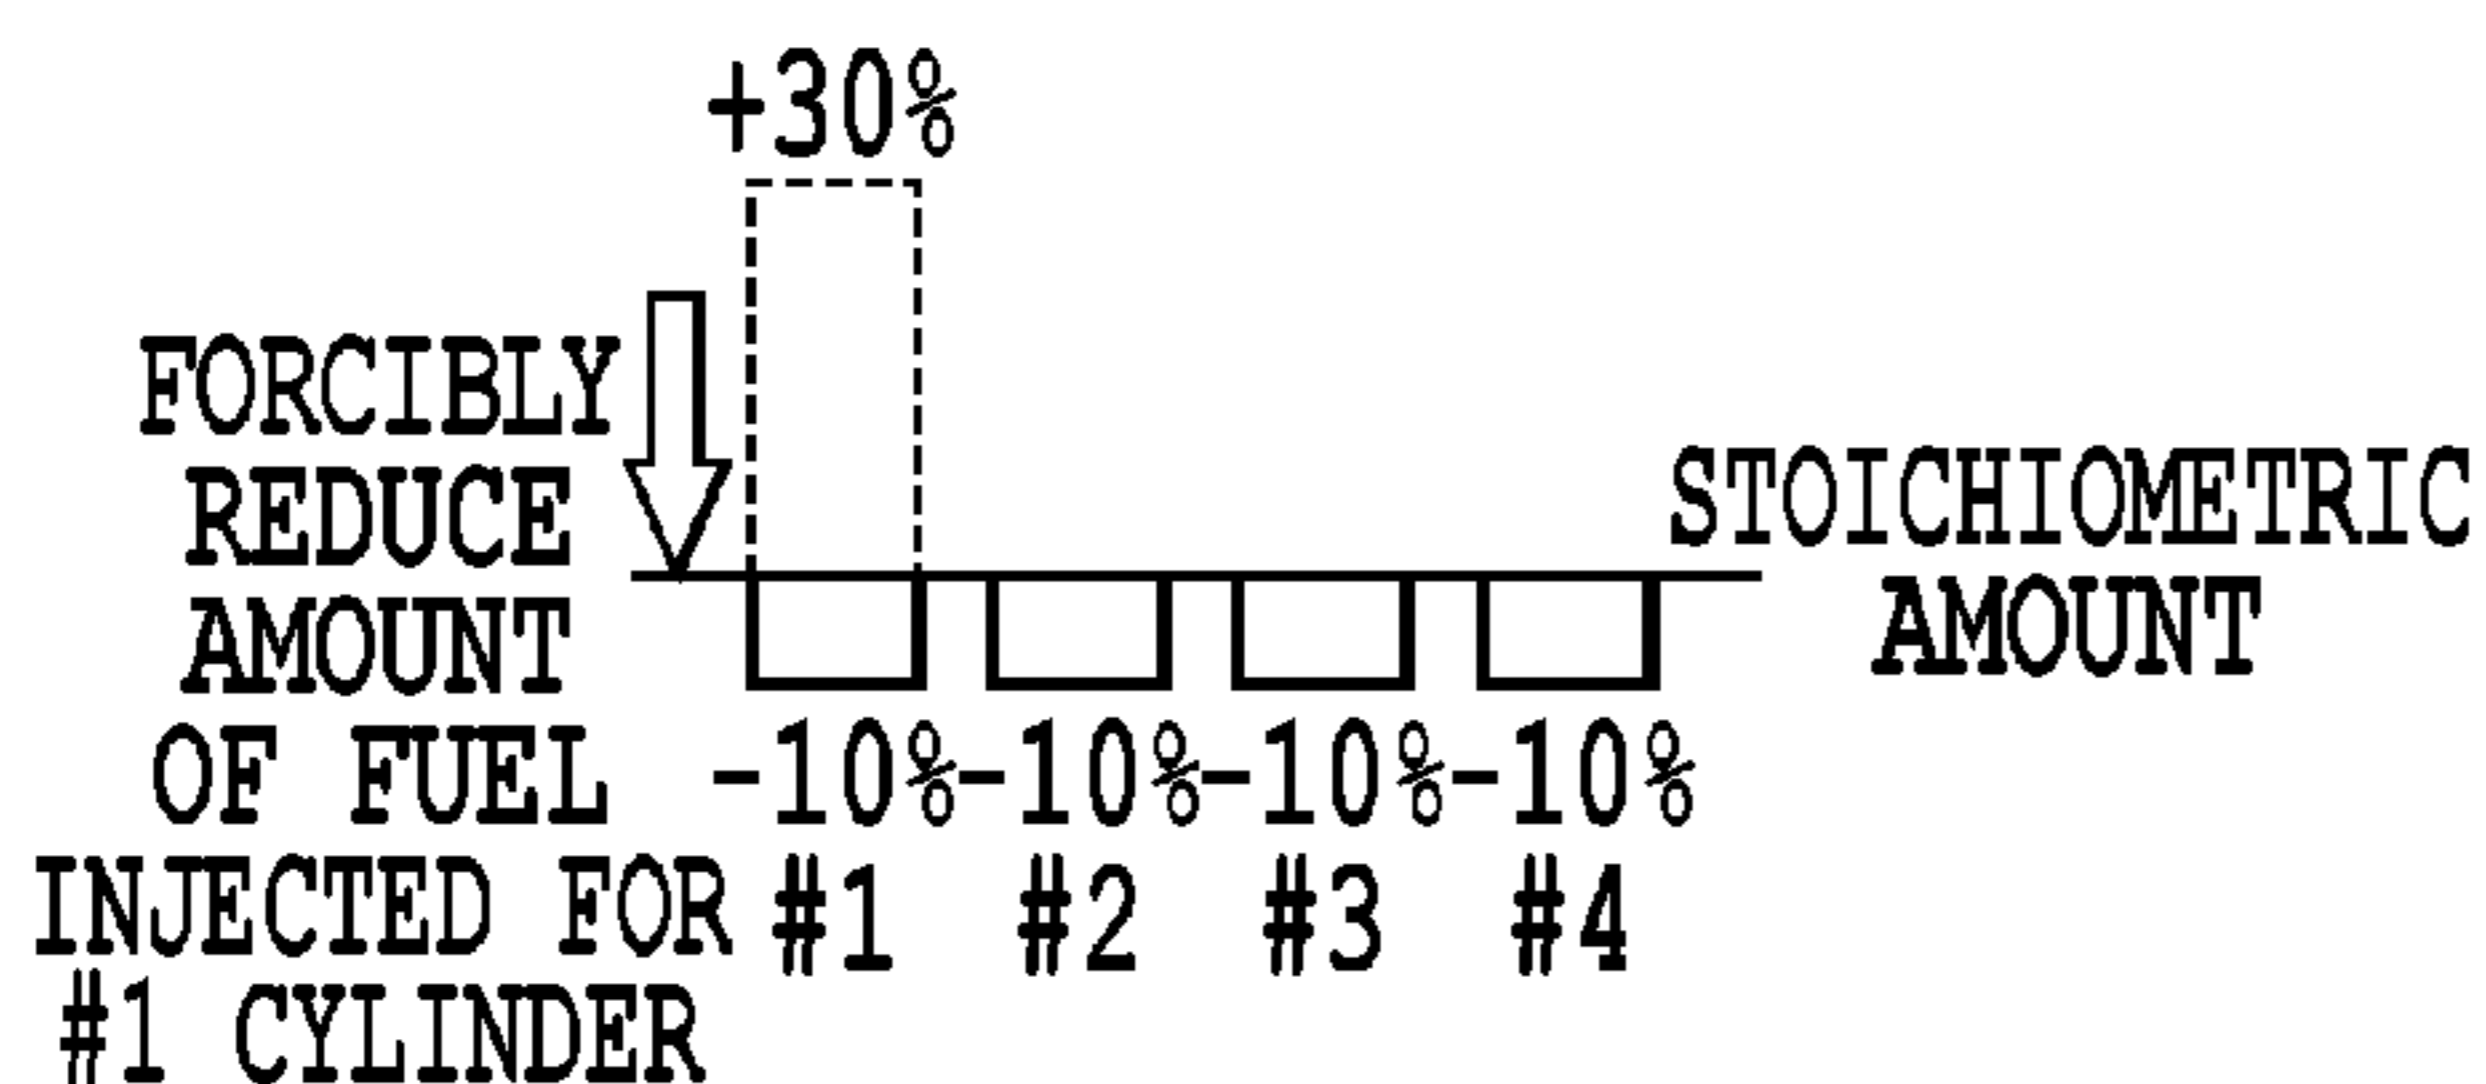 +30%
FORCIBLY
REDUCE
AMOUNT
OF FUEL
INJECTED FOR
#1 CYLINDER
STOICHIOMETRIC
AMOUNT
-10% -10% -10% -10%
#1 #2 #3 #4